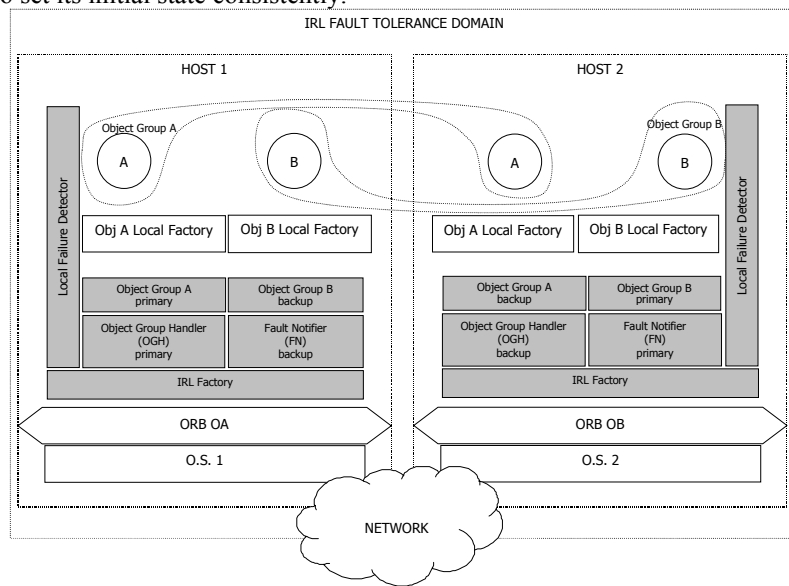 to set its initial state consistently.
IRL FAULT TOLERANCE DOMAIN
HOST 1
Local Failure Detector
Object Group A
A
B
Obj A Local Factory
Obj B Local Factory
Object Group A
primary
Object Group B
backup
Object Group Handler
(OGH)
primary
Fault Notifier
(FN)
backup
IRL Factory
ORB OA
O.S. 1
HOST 2
Object Group B
A
B
Local Failure Detector
Obj A Local Factory
Obj B Local Factory
Object Group A
backup
Object Group B
primary
Object Group Handler
(OGH)
backup
Fault Notifier
(FN)
primary
IRL Factory
ORB OB
O.S. 2
NETWORK